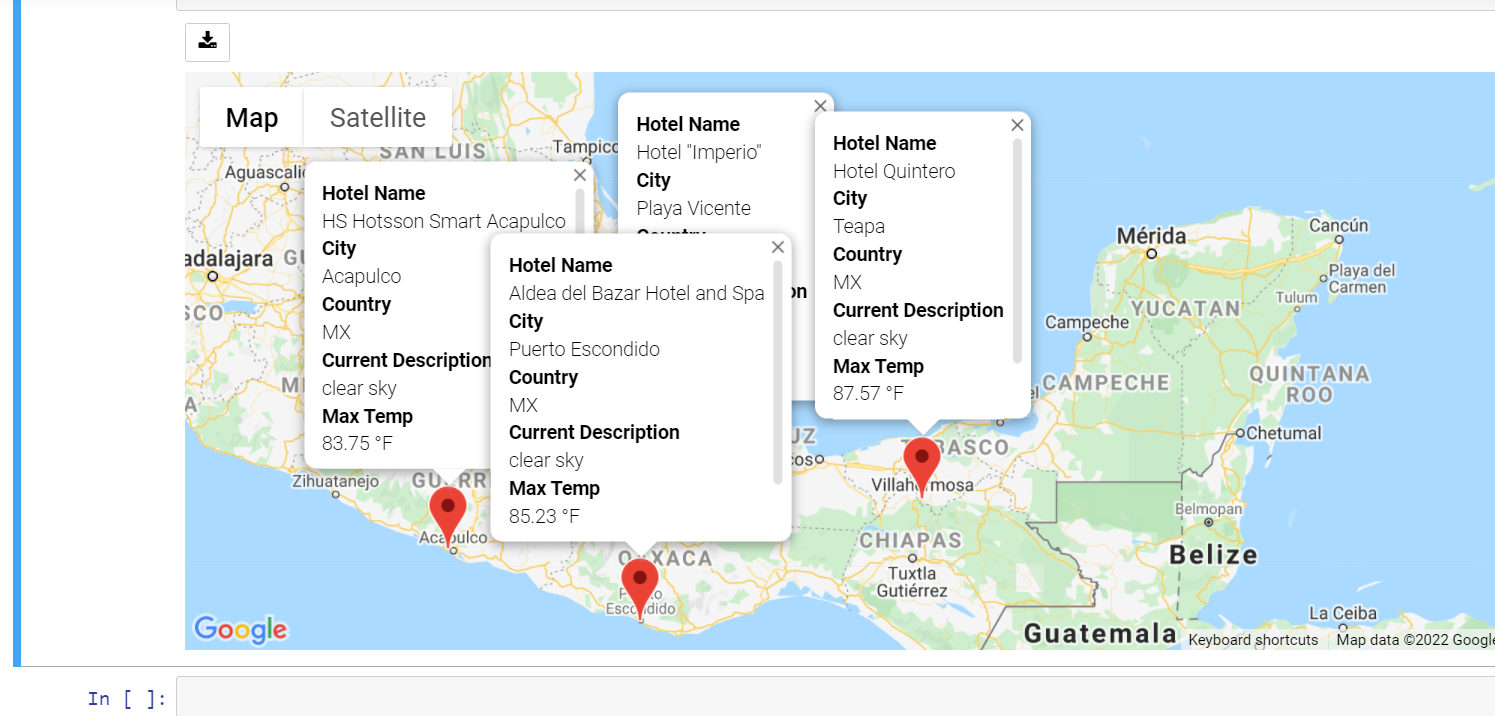 Map
Satellite
SAN LUIS
Tampico
Aguascali
adalajara
GU
SCO
Hotel Name
HS Hotsson Smart Acapulco
City
Acapulco
Country
MX
Current Description
clear sky
Max Temp
83.75 °F
Hotel Name
Hotel "Imperio"
City
Playa Vicente
Country
on
Hotel Name
Aldea del Bazar Hotel and Spa
City
Puerto Escondido
Country
MX
Current Description
clear sky
Max Temp
85.23 °F
Hotel Name
Hotel Quintero
City
Teapa
Country
MX
Current Description
clear sky
Max Temp
87.57 °F
Mérida
Cancún
Playa del
Carmen
Tulum
YUCATAN
Campeche
CAMPECHE
QUINTANA
ROO
Chetumal
TABASCO
Villahermosa
Zihuatanejo
GUERR
Acapulco
OAXACA
Puerto
Escondido
CHIAPAS
Tuxtla
Gutiérrez
Belmopan
Belize
La Ceiba
Guatemala
Google
Keyboard shortcuts
Map data ©2022 Google
In [ ]: